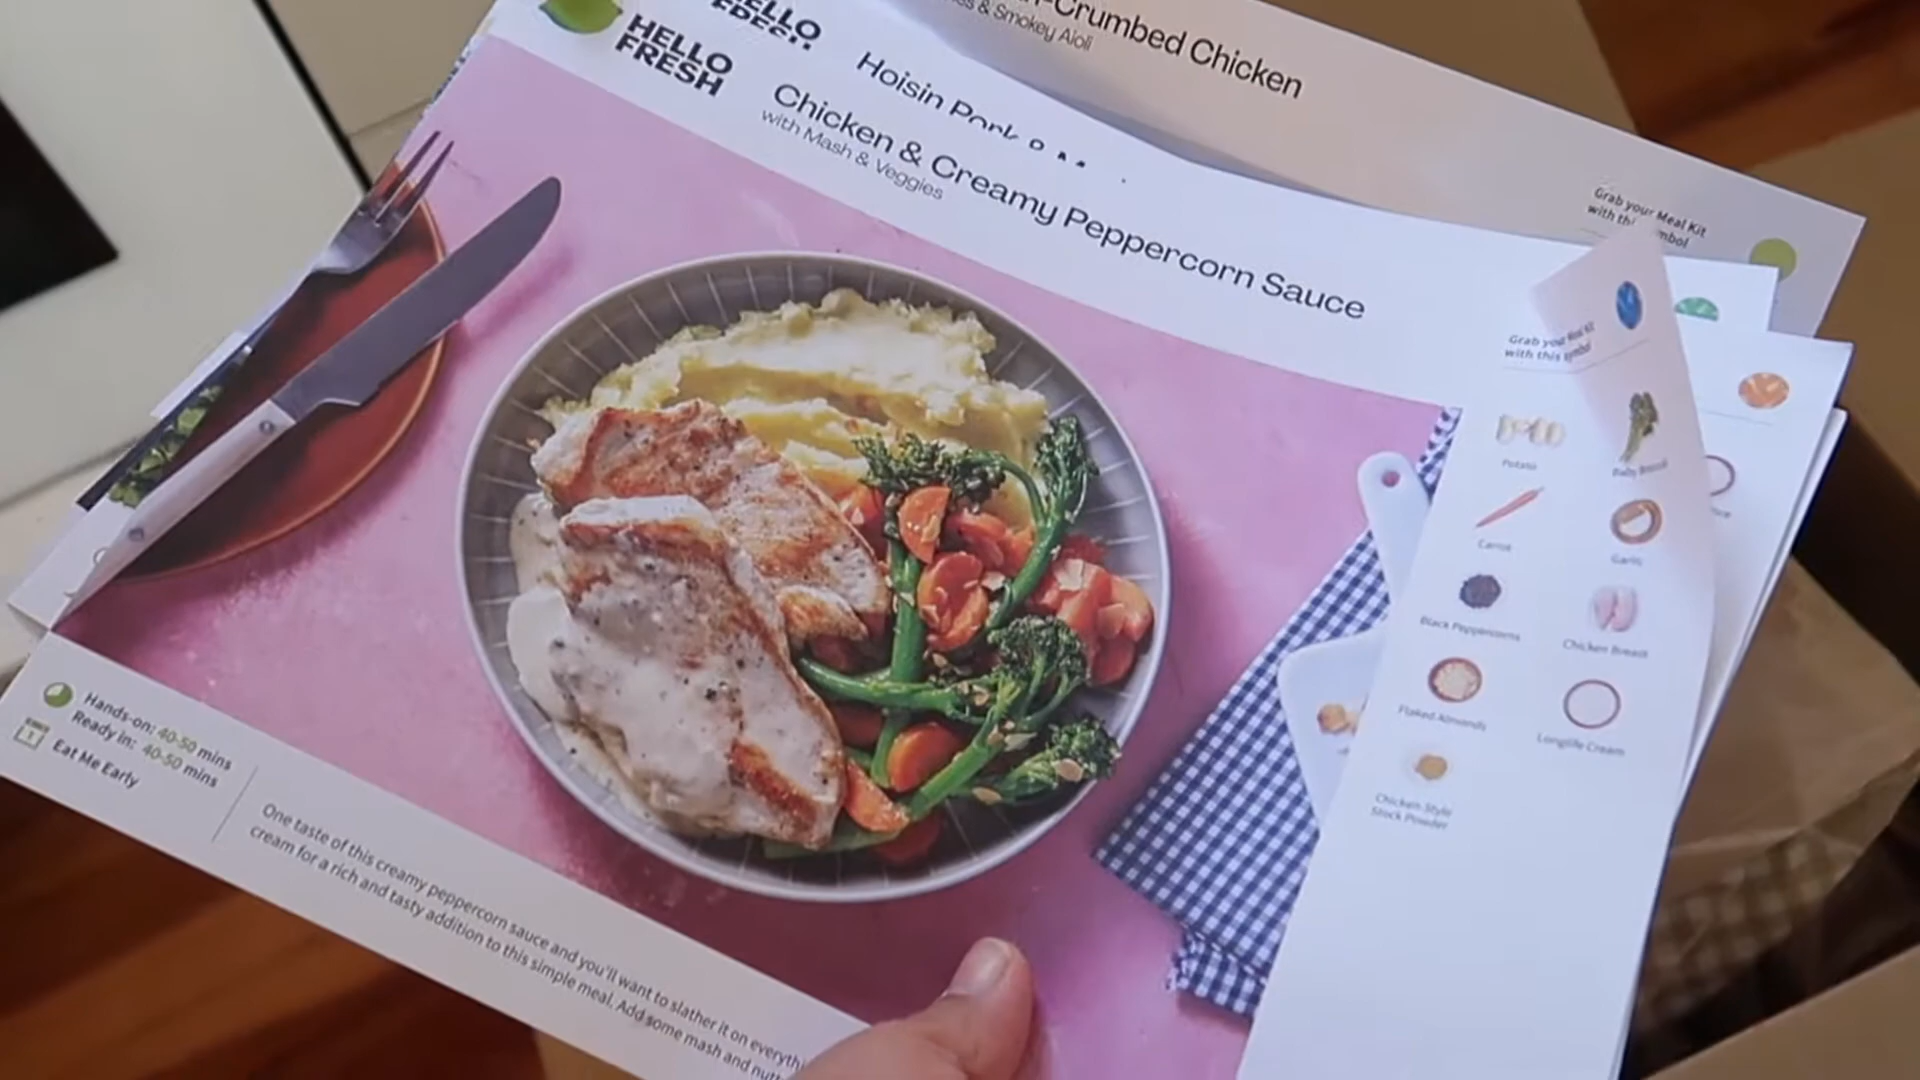 -Crumbed Chicken
& Smokey Aioli
HELLO
FRESH
Hoisin Pork
HELLO
FRESH
Chicken & Creamy Peppercorn Sauce
with Mash & Veggies
Grab your Meal Kit
with
Grab your Meal Kit
with this symbol
Potato
Baby Broccoli
Carrot
Garlic
Black Peppercorns
Chicken Breast
Flaked Almonds
Longlife Cream
Chicken-Style
Stock Powder
Hands-on: 40-50 mins
Ready in: 40-50 mins
Eat Me Early
One taste of this creamy peppercorn sauce and you'll want to slather it on
cream for a rich and tasty addition to this simple meal. Add some mash and